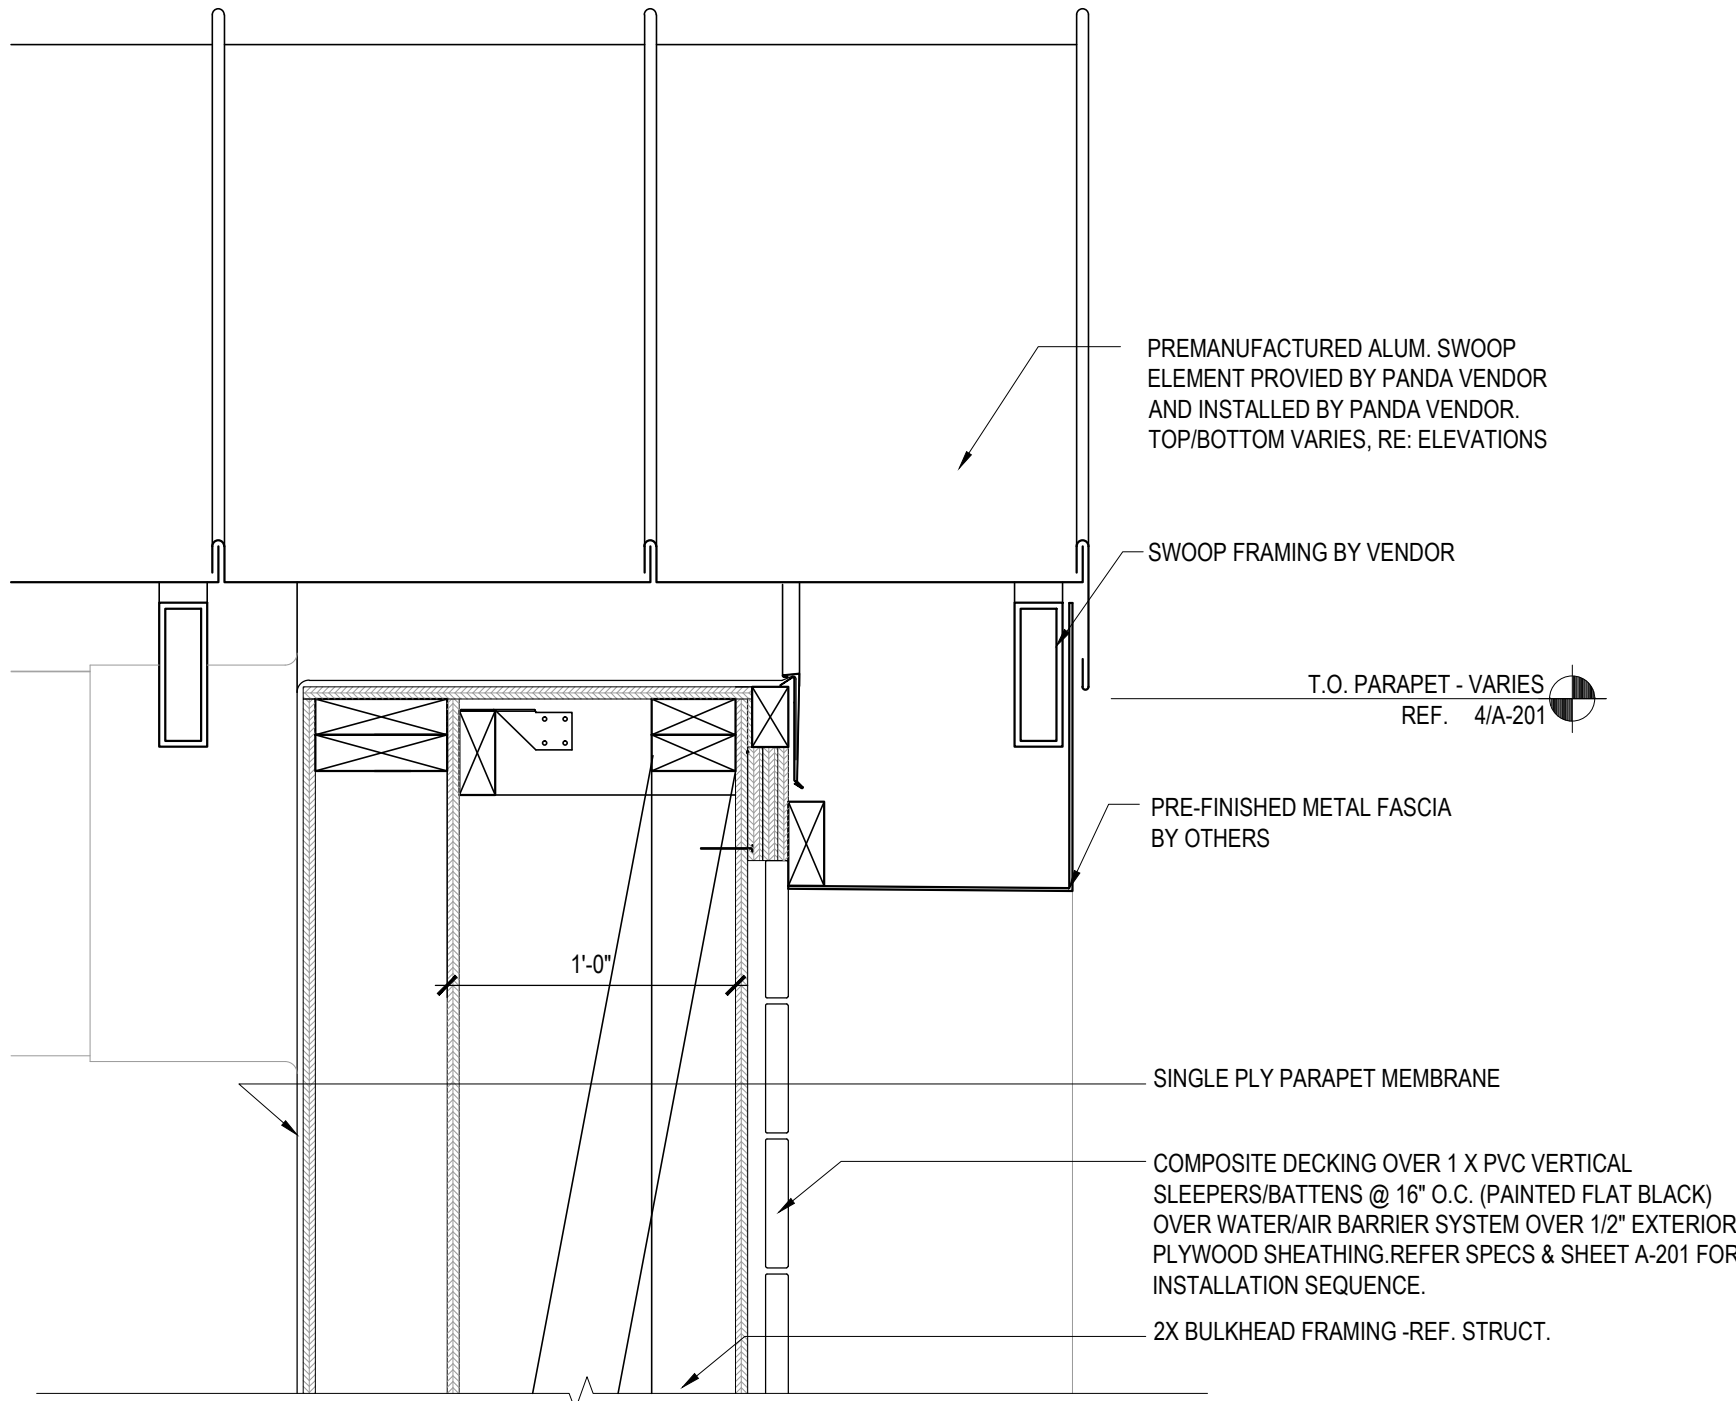 PREMANUFACTURED ALUM. SWOOP
ELEMENT PROVIED BY PANDA VENDOR
AND INSTALLED BY PANDA VENDOR.
TOP/BOTTOM VARIES, RE: ELEVATIONS
SWOOP FRAMING BY VENDOR
T.O. PARAPET - VARIES
REF. 4/A-201
PRE-FINISHED METAL FASCIA
BY OTHERS
1'-0"
SINGLE PLY PARAPET MEMBRANE
COMPOSITE DECKING OVER 1 X PVC VERTICAL
SLEEPERS/BATTENS @ 16" O.C. (PAINTED FLAT BLACK)
OVER WATER/AIR BARRIER SYSTEM OVER 1/2" EXTERIOR
PLYWOOD SHEATHING.REFER SPECS & SHEET A-201 FOR
INSTALLATION SEQUENCE.
2X BULKHEAD FRAMING -REF. STRUCT.